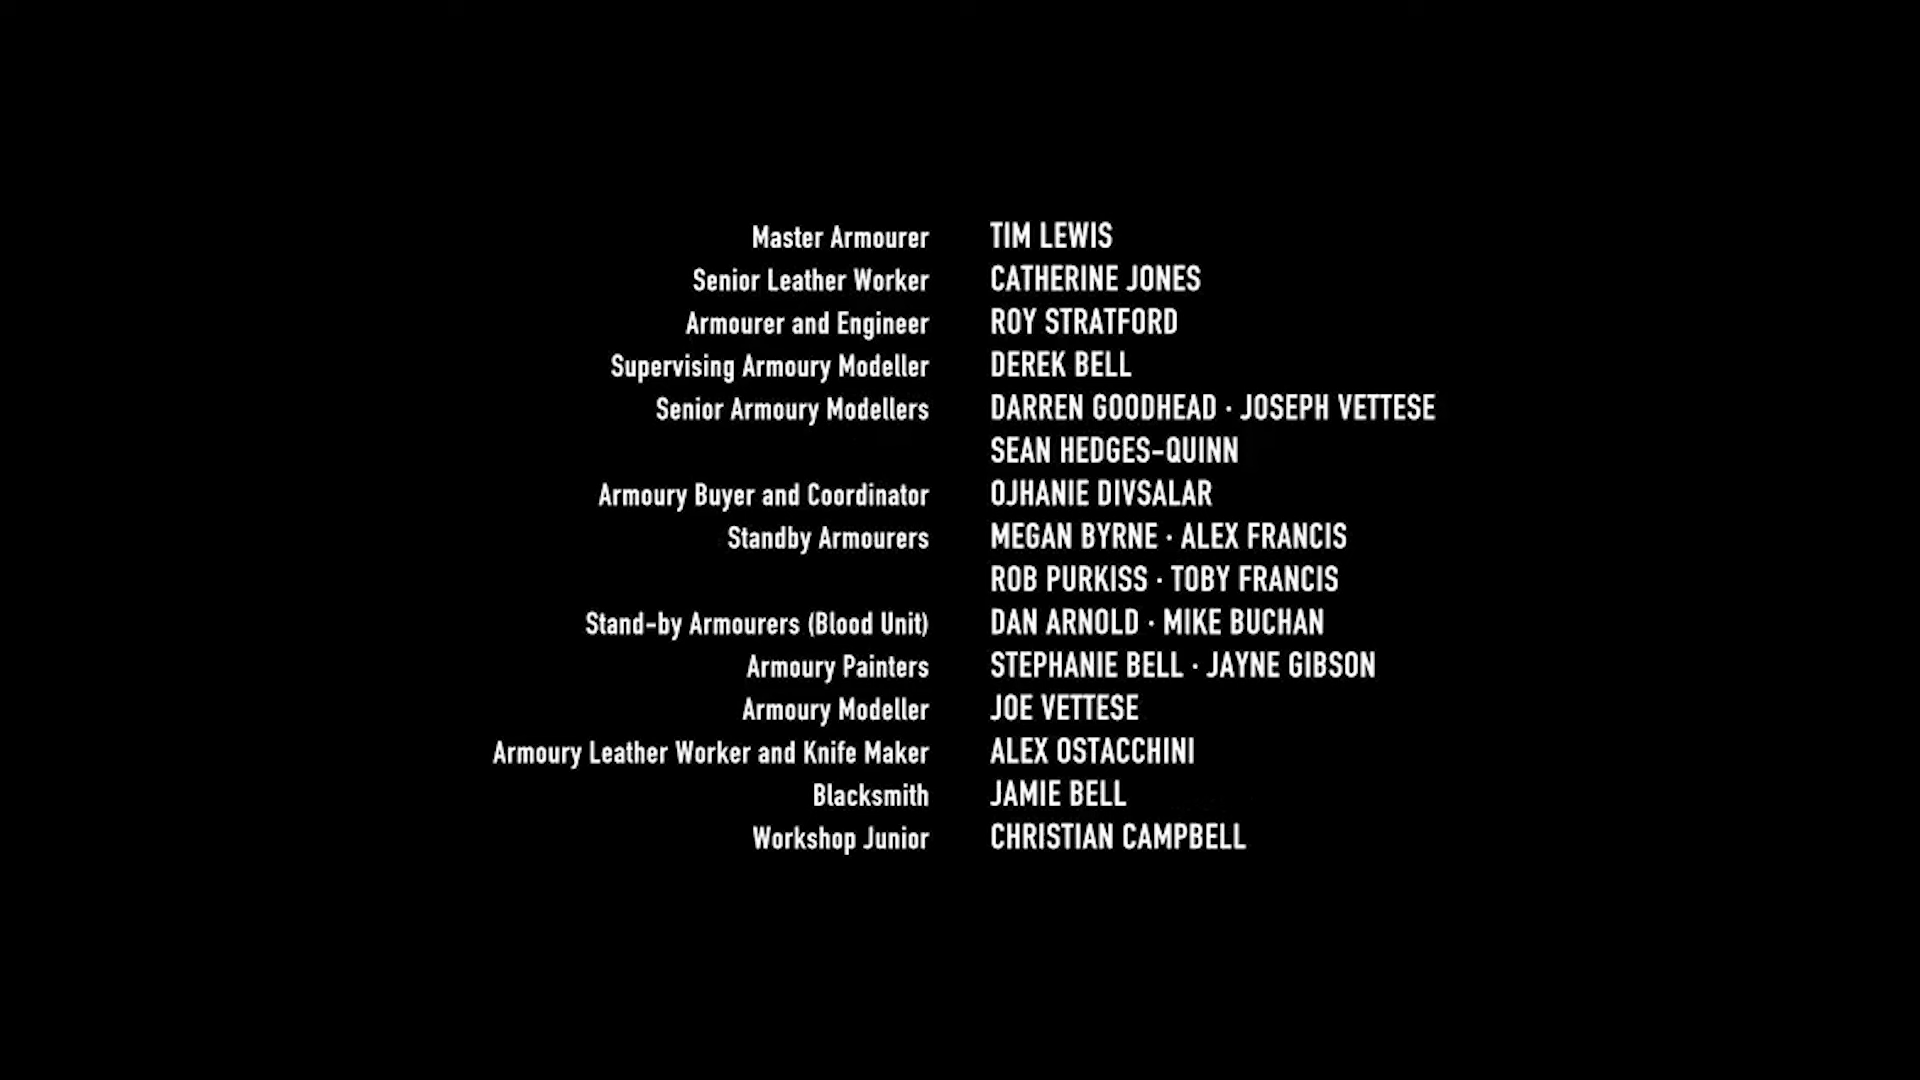 Master Armourer TIM LEWIS
Senior Leather Worker CATHERINE JONES
Armourer and Engineer ROY STRATFORD
Supervising Armoury Modeller DEREK BELL
Senior Armoury Modellers DARREN GOODHEAD · JOSEPH VETTESE
SEAN HEDGES-QUINN
Armoury Buyer and Coordinator OJHANIE DIVSALAR
Standby Armourers MEGAN BYRNE · ALEX FRANCIS
ROB PURKISS · TOBY FRANCIS
Stand-by Armourers (Blood Unit) DAN ARNOLD · MIKE BUCHAN
Armoury Painters STEPHANIE BELL · JAYNE GIBSON
Armoury Modeller JOE VETTESE
Armoury Leather Worker and Knife Maker ALEX OSTACCHINI
Blacksmith JAMIE BELL
Workshop Junior CHRISTIAN CAMPBELL